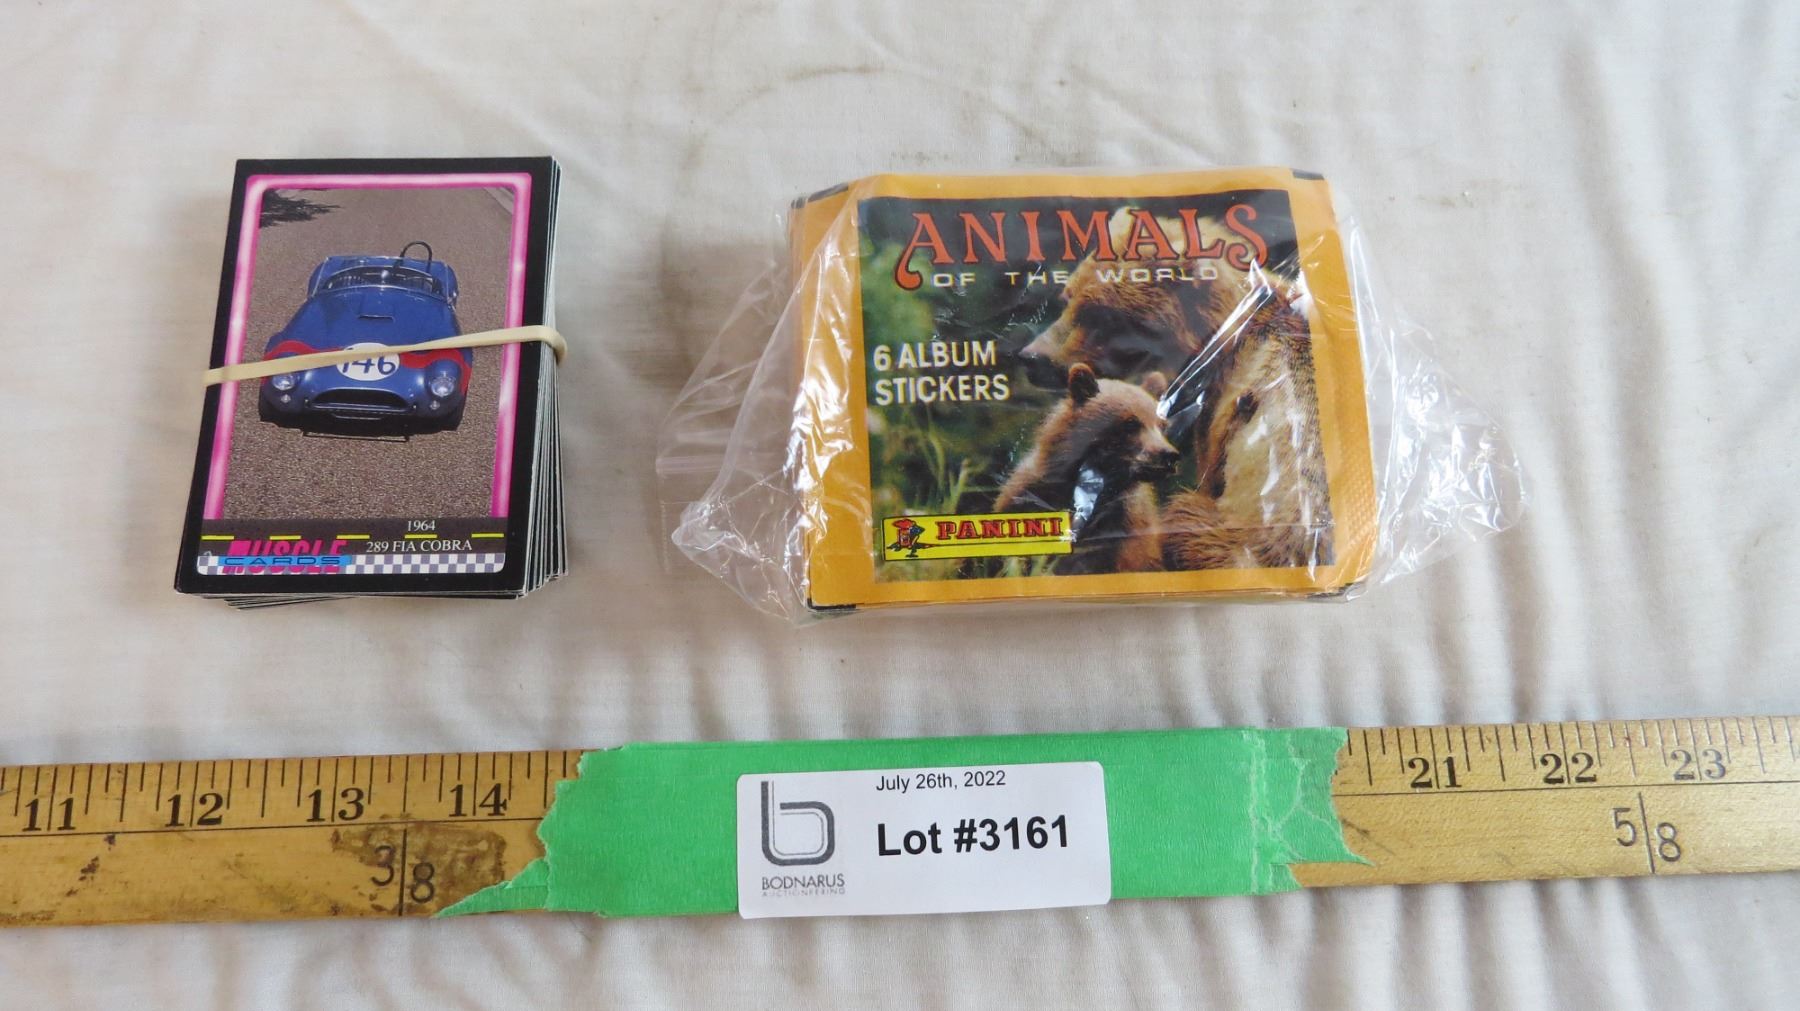 146
1964
289 FIA COBRA
MUSCLE
CARDS
ANIMALS
OF THE WORLD
6 ALBUM
STICKERS
PANINI
11 12 13 14 21 22 23
3/8
5/8
July 26th, 2022
Lot #3161
b
BODNARUS
AUCTIONEERING